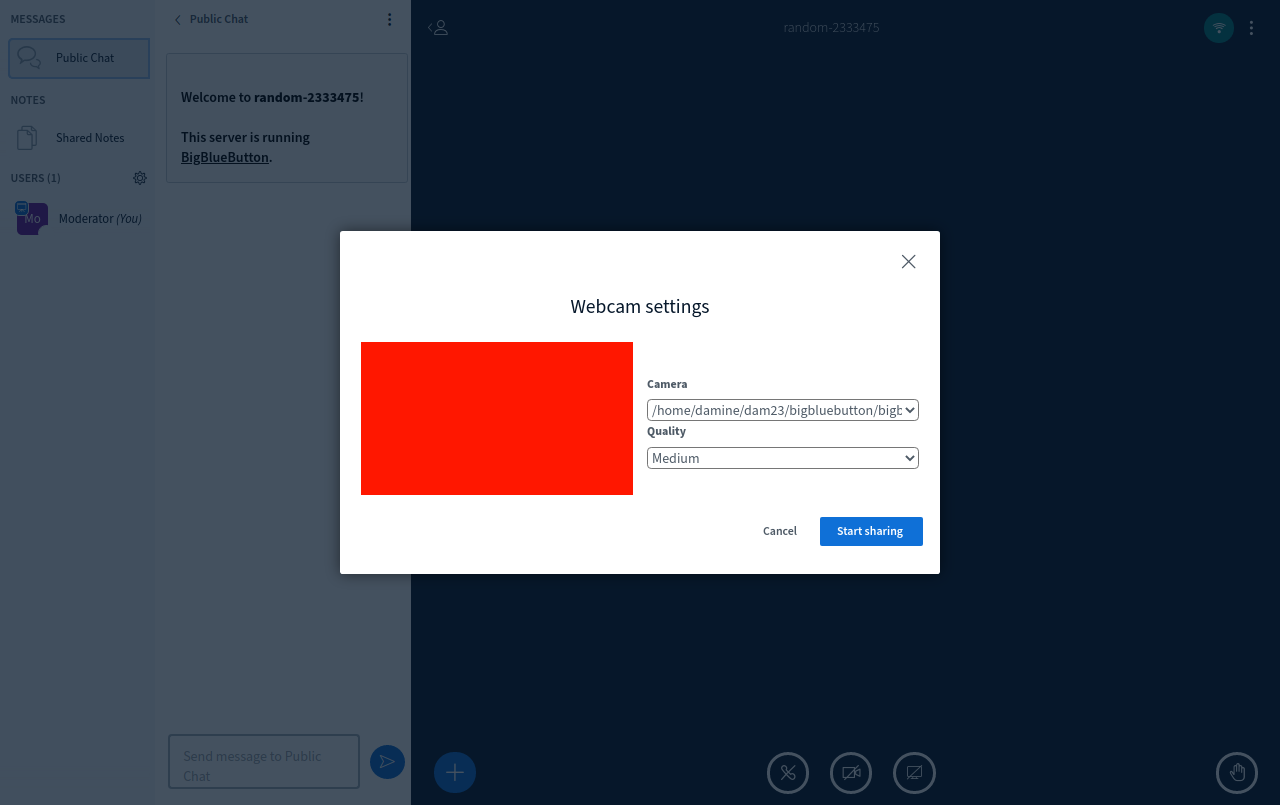 MESSAGES
Public Chat
NOTES
Shared Notes
USERS (1)
Mo
Moderator (You)
Public Chat
Welcome to random-2333475!
This server is running
BigBlueButton.
Send message to Public
Chat
random-2333475
Webcam settings
Camera
/home/damine/dam23/bigbluebutton/bigb
Quality
Medium
Cancel
Start sharing